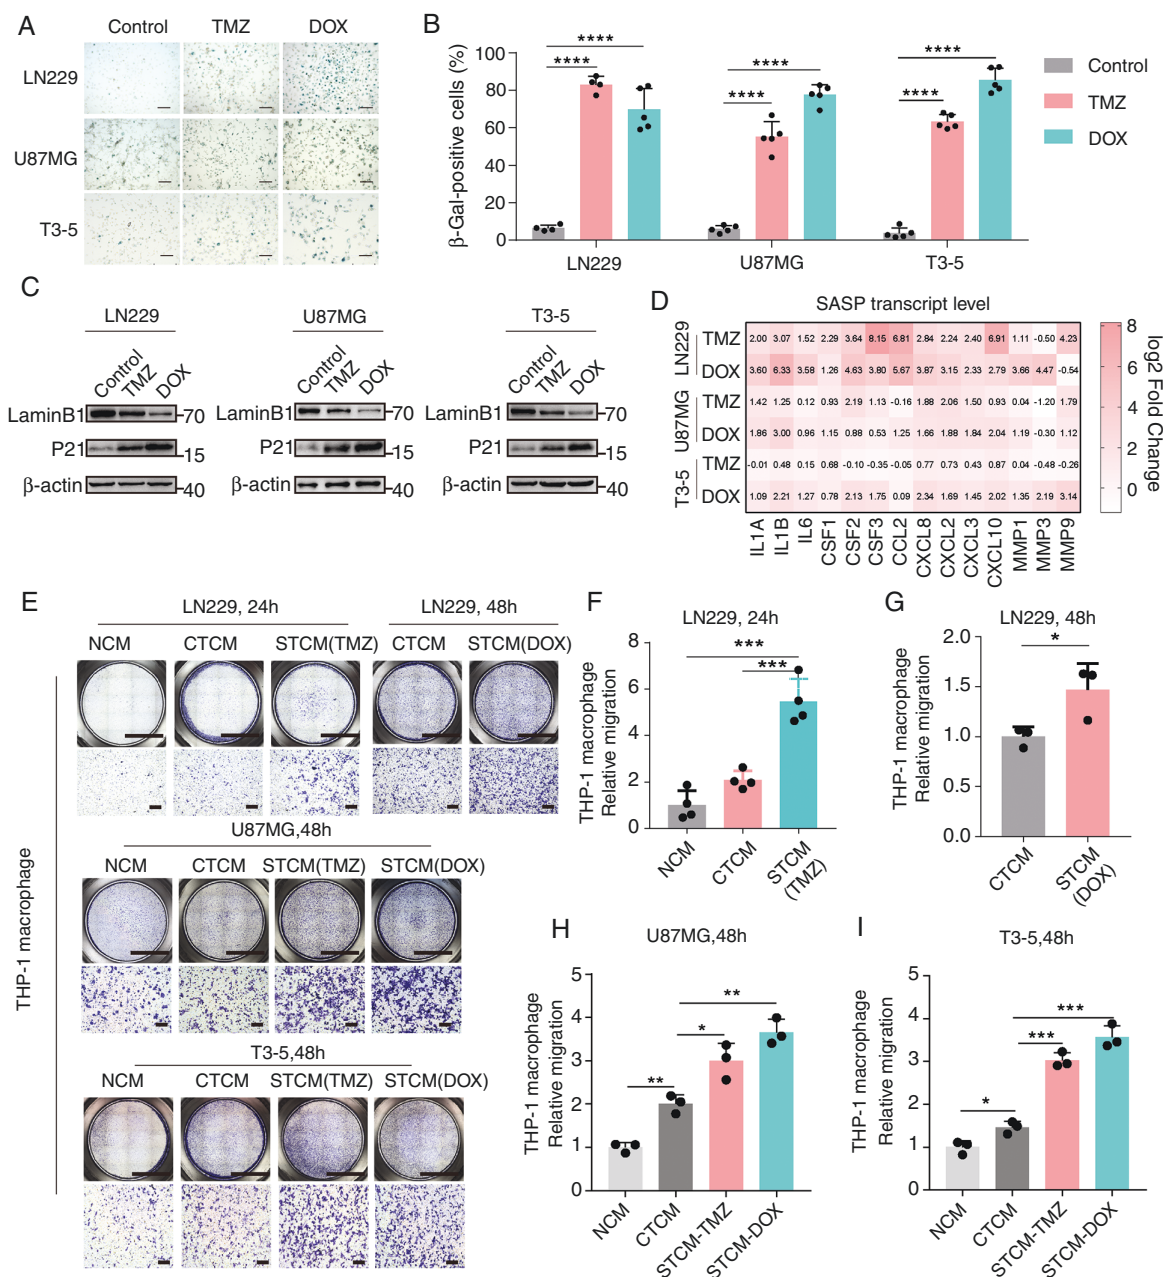 A
Control TMZ DOX
LN229
U87MG
T3-5
B
β-Gal-positive cells (%)
100
80
60
40
20
0
**** **** **** **** **** ****
LN229 U87MG T3-5
Control
TMZ
DOX
C
LN229 U87MG T3-5
Control TMZ DOX Control TMZ DOX Control TMZ DOX
LaminB1 70 LaminB1 70 LaminB1 70
P21 15 P21 15 P21 15
β-actin 40 β-actin 40 β-actin 40
D
SASP transcript level
LN229 TMZ 2.00 3.07 1.52 2.29 3.64 8.15 6.81 2.84 2.24 2.40 6.91 1.11 -0.50 4.23
DOX 3.60 6.33 3.58 1.26 4.63 3.80 5.67 3.87 3.15 2.33 2.79 3.66 4.47 -0.54
U87MG TMZ 1.42 1.25 0.12 0.93 2.19 1.13 -0.16 1.88 2.06 1.50 0.93 0.04 -1.20 1.79
DOX 1.86 3.00 0.96 1.15 0.88 0.53 1.25 1.66 1.88 1.84 2.04 1.19 -0.30 1.12
T3-5 TMZ -0.01 0.48 0.15 0.68 -0.10 -0.35 -0.05 0.77 0.73 0.43 0.87 0.04 -0.48 -0.26
DOX 1.09 2.21 1.27 0.78 2.13 1.75 0.09 2.34 1.69 1.45 2.02 1.35 2.19 3.14
IL1A IL1B IL6 CSF1 CSF2 CSF3 CCL2 CXCL8 CXCL2 CXCL3 CXCL10 MMP1 MMP3 MMP9
8
6
4
2
0
log2 Fold Change
E
THP-1 macrophage
LN229, 24h LN229, 48h
NCM CTCM STCM(TMZ) CTCM STCM(DOX)
U87MG,48h
NCM CTCM STCM(TMZ) STCM(DOX)
T3-5,48h
NCM CTCM STCM(TMZ) STCM(DOX)
F
LN229, 24h
THP-1 macrophage
Relative migration
8
6
4
2
0
***
***
NCM CTCM STCM
(TMZ)
G
LN229, 48h
THP-1 macrophage
Relative migration
2.0
1.5
1.0
0.5
0.0
*
CTCM STCM
(DOX)
H
U87MG,48h
THP-1 macrophage
Relative migration
5
4
3
2
1
0
**
*
**
NCM CTCM STCM-TMZ STCM-DOX
I
T3-5,48h
THP-1 macrophage
Relative migration
5
4
3
2
1
0
***
***
*
NCM CTCM STCM-TMZ STCM-DOX